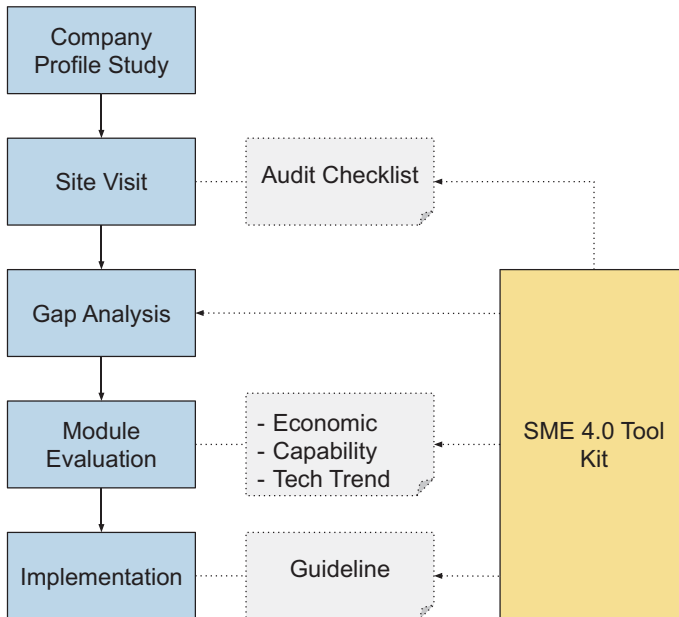 Company
Profile Study
Site Visit
Audit Checklist
Gap Analysis
Module
Evaluation
- Economic
- Capability
- Tech Trend
SME 4.0 Tool
Kit
Implementation
Guideline